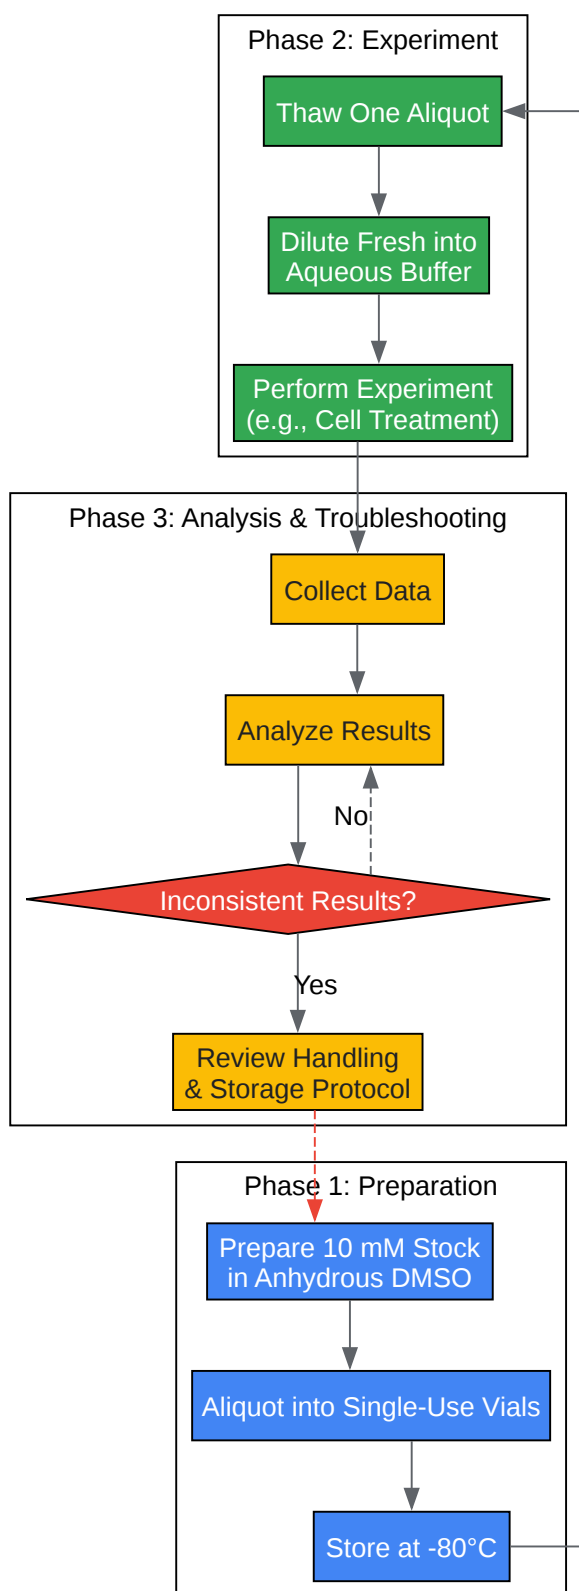 Phase 2: Experiment
Thaw One Aliquot
Dilute Fresh into
Aqueous Buffer
Perform Experiment
(e.g., Cell Treatment)
Phase 3: Analysis & Troubleshooting
Collect Data
Analyze Results
No
Inconsistent Results?
Yes
Review Handling
& Storage Protocol
Phase 1: Preparation
Prepare 10 mM Stock
in Anhydrous DMSO
Aliquot into Single-Use Vials
Store at -80°C